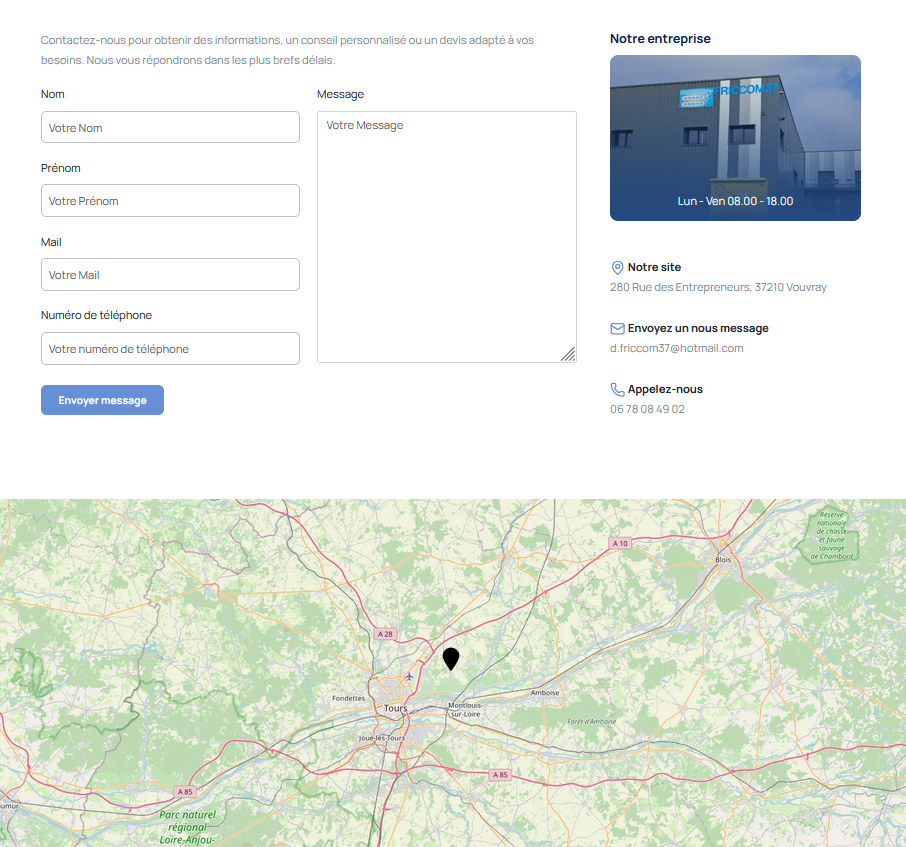 Contactez-nous pour obtenir des informations, un conseil personnalisé ou un devis adapté à vos
besoins. Nous vous répondrons dans les plus brefs délais.
Nom
Votre Nom
Prénom
Votre Prénom
Mail
Votre Mail
Numéro de téléphone
Votre numéro de téléphone
Envoyer message
Message
Votre Message
Notre entreprise
FRICCOM37
Lun - Ven 08.00 - 18.00
Notre site
280 Rue des Entrepreneurs, 37210 Vouvray
Envoyez un nous message
d.friccom37@hotmail.com
Appelez-nous
06 78 08 49 02
Réserve
nationale
de chasse
et faune
sauvage
de Chambord
A 10
Blois
A 28
Fondettes
Tours
Montlouis-
sur-Loire
Amboise
Forêt d'Amboise
Joué-lès-Tours
A 85
A 85
umur
Parc naturel
régional
Loire-Anjou-